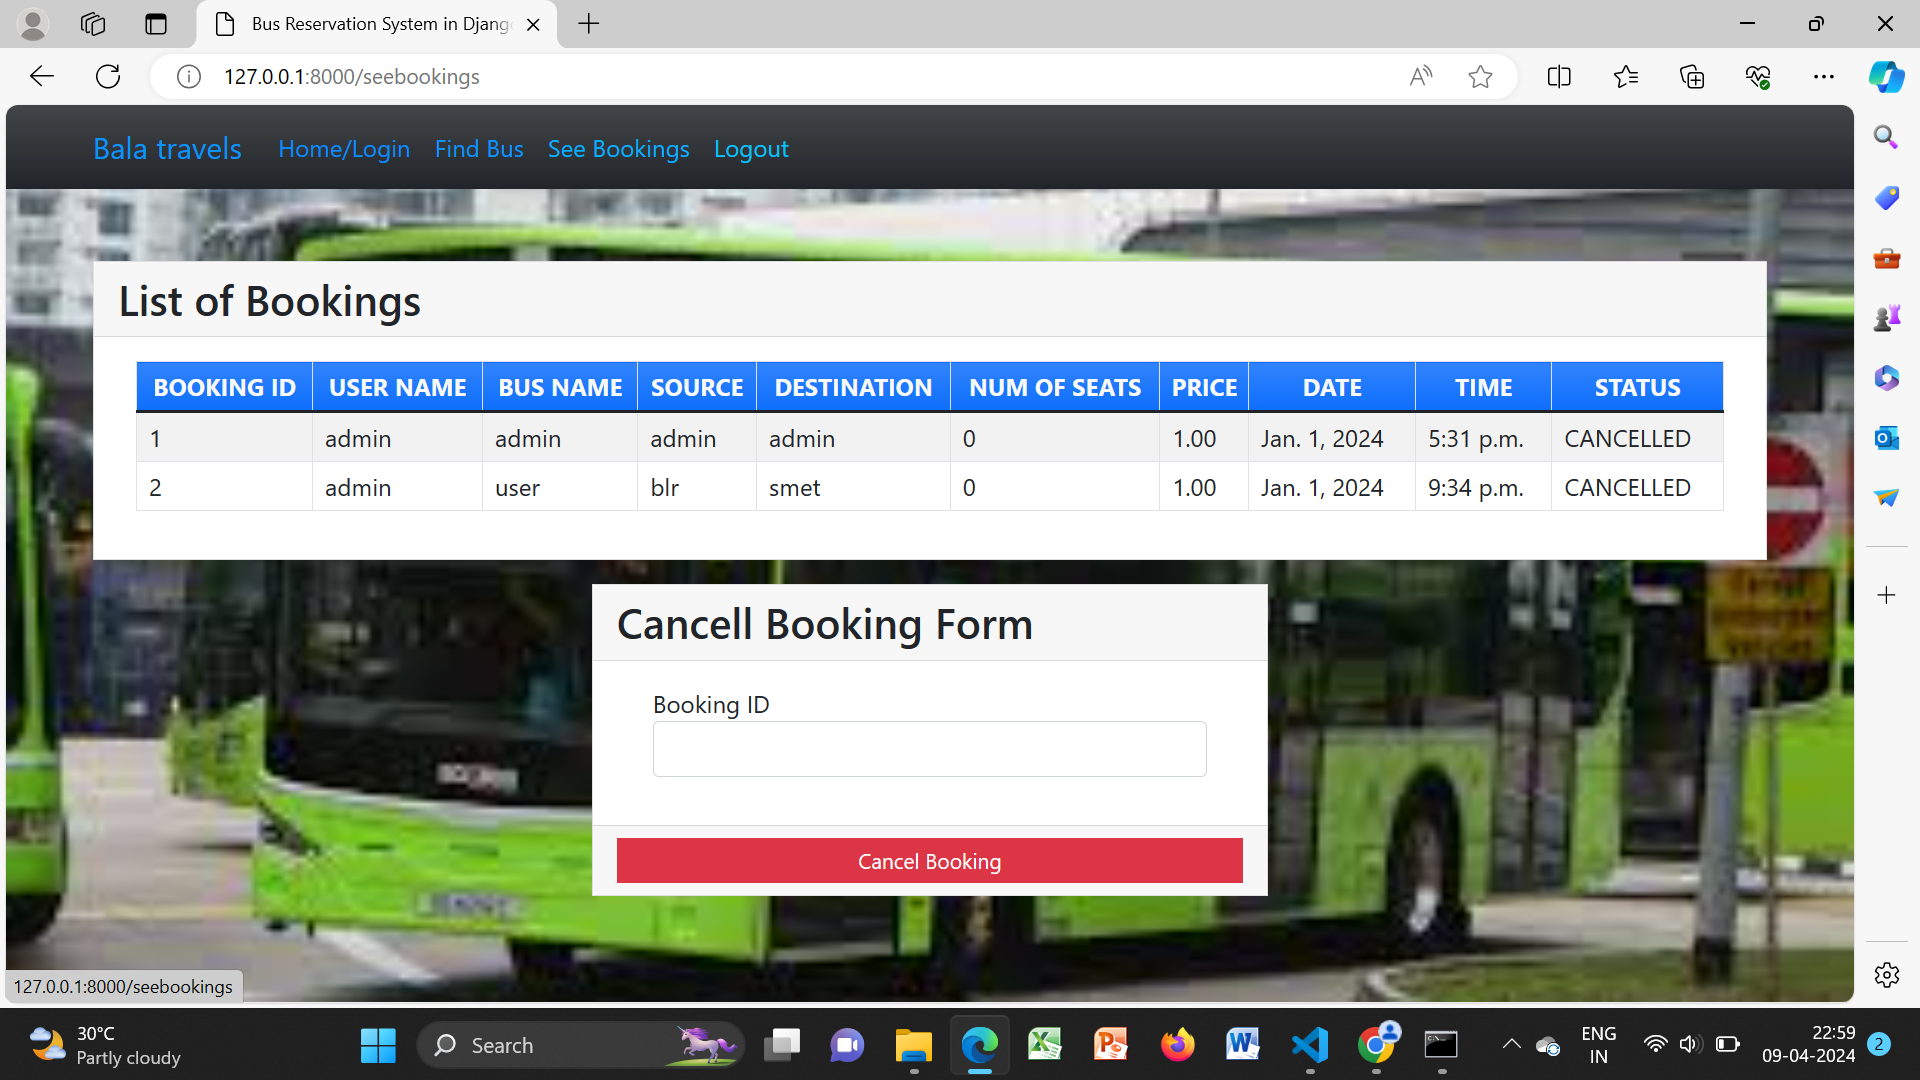 Bus Reservation System in Djang
127.0.0.1:8000/seebookings
Bala travels Home/Login Find Bus See Bookings Logout
List of Bookings
BOOKING ID USER NAME BUS NAME SOURCE DESTINATION NUM OF SEATS PRICE DATE TIME STATUS
1 admin admin admin admin 0 1.00 Jan. 1, 2024 5:31 p.m. CANCELLED
2 admin user blr smet 0 1.00 Jan. 1, 2024 9:34 p.m. CANCELLED
Cancell Booking Form
Booking ID
Cancel Booking
127.0.0.1:8000/seebookings
30°C
Partly cloudy
Search
ENG
IN
22:59
09-04-2024
2